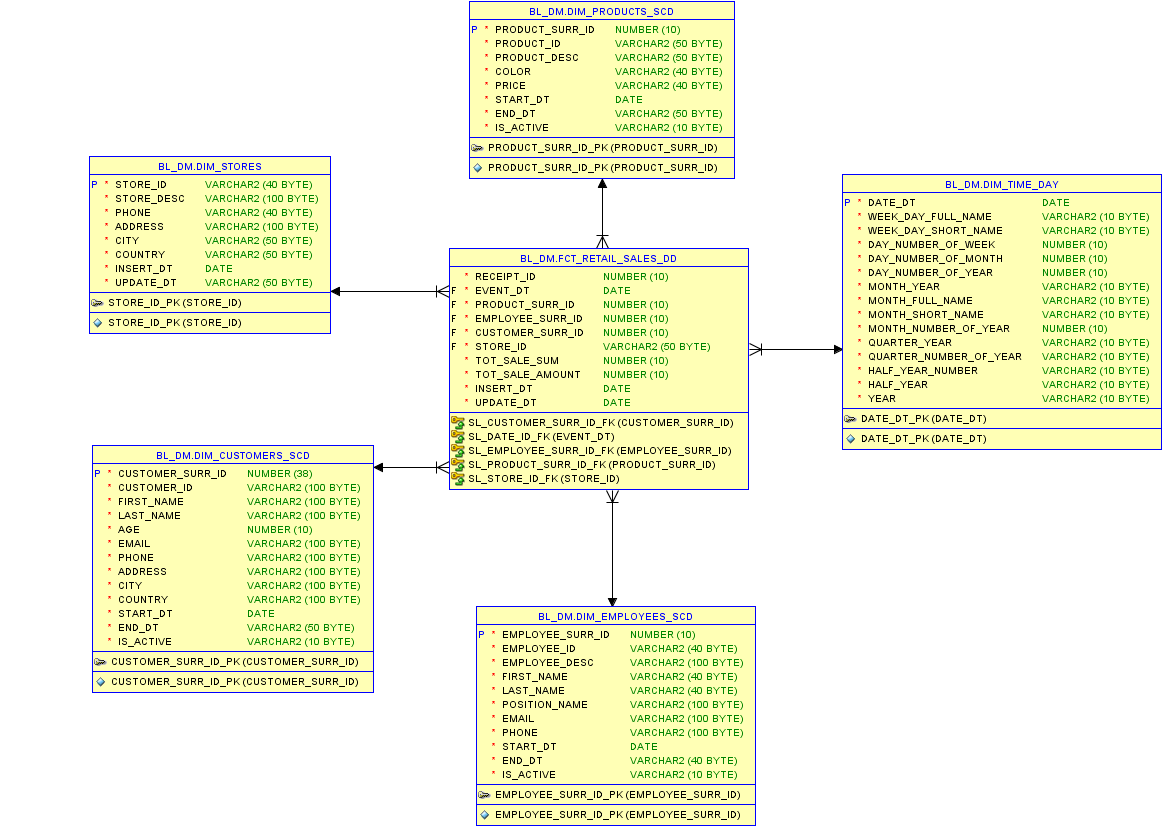 BL_DM.DIM_PRODUCTS_SCD
P * PRODUCT_SURR_ID NUMBER (10)
* PRODUCT_ID VARCHAR2 (50 BYTE)
* PRODUCT_DESC VARCHAR2 (50 BYTE)
* COLOR VARCHAR2 (40 BYTE)
* PRICE VARCHAR2 (40 BYTE)
* START_DT DATE
* END_DT VARCHAR2 (50 BYTE)
* IS_ACTIVE VARCHAR2 (10 BYTE)
PRODUCT_SURR_ID_PK (PRODUCT_SURR_ID)
PRODUCT_SURR_ID_PK (PRODUCT_SURR_ID)
BL_DM.DIM_STORES
P * STORE_ID VARCHAR2 (40 BYTE)
* STORE_DESC VARCHAR2 (100 BYTE)
* PHONE VARCHAR2 (40 BYTE)
* ADDRESS VARCHAR2 (100 BYTE)
* CITY VARCHAR2 (50 BYTE)
* COUNTRY VARCHAR2 (50 BYTE)
* INSERT_DT DATE
* UPDATE_DT VARCHAR2 (50 BYTE)
STORE_ID_PK (STORE_ID)
STORE_ID_PK (STORE_ID)
BL_DM.DIM_TIME_DAY
P * DATE_DT DATE
* WEEK_DAY_FULL_NAME VARCHAR2 (10 BYTE)
* WEEK_DAY_SHORT_NAME VARCHAR2 (10 BYTE)
* DAY_NUMBER_OF_WEEK NUMBER (10)
* DAY_NUMBER_OF_MONTH NUMBER (10)
* DAY_NUMBER_OF_YEAR NUMBER (10)
* MONTH_YEAR VARCHAR2 (10 BYTE)
* MONTH_FULL_NAME VARCHAR2 (10 BYTE)
* MONTH_SHORT_NAME VARCHAR2 (10 BYTE)
* MONTH_NUMBER_OF_YEAR NUMBER (10)
* QUARTER_YEAR VARCHAR2 (10 BYTE)
* QUARTER_NUMBER_OF_YEAR VARCHAR2 (10 BYTE)
* HALF_YEAR_NUMBER VARCHAR2 (10 BYTE)
* HALF_YEAR VARCHAR2 (10 BYTE)
* YEAR VARCHAR2 (10 BYTE)
DATE_DT_PK (DATE_DT)
DATE_DT_PK (DATE_DT)
BL_DM.FCT_RETAIL_SALES_DD
* RECEIPT_ID NUMBER (10)
F * EVENT_DT DATE
F * PRODUCT_SURR_ID NUMBER (10)
F * EMPLOYEE_SURR_ID NUMBER (10)
F * CUSTOMER_SURR_ID NUMBER (10)
F * STORE_ID VARCHAR2 (50 BYTE)
* TOT_SALE_SUM NUMBER (10)
* TOT_SALE_AMOUNT NUMBER (10)
* INSERT_DT DATE
* UPDATE_DT DATE
SL_CUSTOMER_SURR_ID_FK (CUSTOMER_SURR_ID)
SL_DATE_ID_FK (EVENT_DT)
SL_EMPLOYEE_SURR_ID_FK (EMPLOYEE_SURR_ID)
SL_PRODUCT_SURR_ID_FK (PRODUCT_SURR_ID)
SL_STORE_ID_FK (STORE_ID)
BL_DM.DIM_CUSTOMERS_SCD
P * CUSTOMER_SURR_ID NUMBER (38)
* CUSTOMER_ID VARCHAR2 (100 BYTE)
* FIRST_NAME VARCHAR2 (100 BYTE)
* LAST_NAME VARCHAR2 (100 BYTE)
* AGE NUMBER (10)
* EMAIL VARCHAR2 (100 BYTE)
* PHONE VARCHAR2 (100 BYTE)
* ADDRESS VARCHAR2 (100 BYTE)
* CITY VARCHAR2 (100 BYTE)
* COUNTRY VARCHAR2 (100 BYTE)
* START_DT DATE
* END_DT VARCHAR2 (50 BYTE)
* IS_ACTIVE VARCHAR2 (10 BYTE)
CUSTOMER_SURR_ID_PK (CUSTOMER_SURR_ID)
CUSTOMER_SURR_ID_PK (CUSTOMER_SURR_ID)
BL_DM.DIM_EMPLOYEES_SCD
P * EMPLOYEE_SURR_ID NUMBER (10)
* EMPLOYEE_ID VARCHAR2 (40 BYTE)
* EMPLOYEE_DESC VARCHAR2 (100 BYTE)
* FIRST_NAME VARCHAR2 (40 BYTE)
* LAST_NAME VARCHAR2 (40 BYTE)
* POSITION_NAME VARCHAR2 (100 BYTE)
* EMAIL VARCHAR2 (100 BYTE)
* PHONE VARCHAR2 (100 BYTE)
* START_DT DATE
* END_DT VARCHAR2 (40 BYTE)
* IS_ACTIVE VARCHAR2 (10 BYTE)
EMPLOYEE_SURR_ID_PK (EMPLOYEE_SURR_ID)
EMPLOYEE_SURR_ID_PK (EMPLOYEE_SURR_ID)